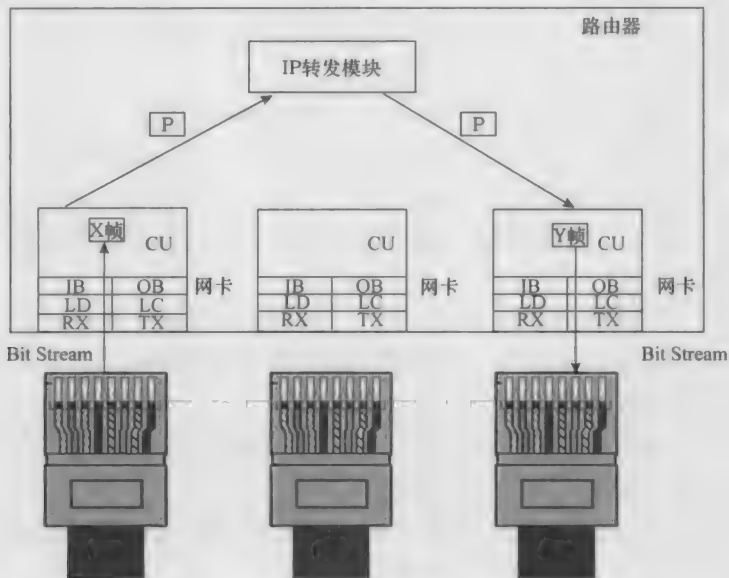 路由器
IP转发模块
P
P
X帧
CU
CU
Y帧
CU
IB OB 网卡
LD LC
RX TX
IB OB 网卡
LD LC
RX TX
IB OB 网卡
LD LC
RX TX
Bit Stream
Bit Stream